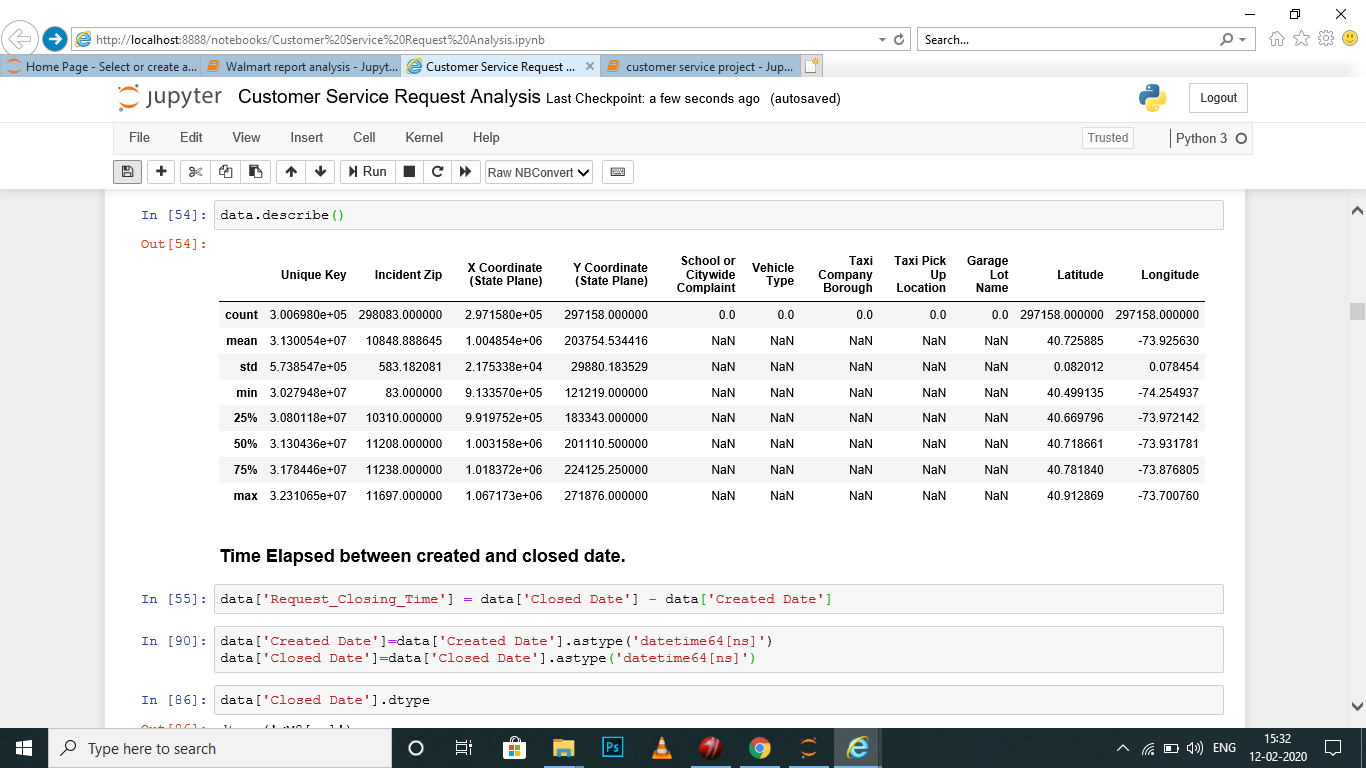 http://localhost:8888/notebooks/Customer%20Service%20Request%20Analysis.ipynb
Search...
Home Page - Select or create a...
Walmart report analysis - Jupyt...
Customer Service Request ...
customer service project - Jup...
jupyter Customer Service Request Analysis Last Checkpoint: a few seconds ago (autosaved)
Logout
File Edit View Insert Cell Kernel Help
Trusted
Python 3
Run
Raw NBConvert
In [54]: data.describe()
Out[54]:
Unique Key Incident Zip X Coordinate (State Plane) Y Coordinate (State Plane) School or Citywide Complaint Vehicle Type Taxi Company Borough Taxi Pick Up Location Garage Lot Name Latitude Longitude
count 3.006980e+05 298083.000000 2.971580e+05 297158.000000 0.0 0.0 0.0 0.0 0.0 297158.000000 297158.000000
mean 3.130054e+07 10848.888645 1.004854e+06 203754.534416 NaN NaN NaN NaN NaN 40.725885 -73.925630
std 5.738547e+05 583.182081 2.175338e+04 29880.183529 NaN NaN NaN NaN NaN 0.082012 0.078454
min 3.027948e+07 83.000000 9.133570e+05 121219.000000 NaN NaN NaN NaN NaN 40.499135 -74.254937
25% 3.080118e+07 10310.000000 9.919752e+05 183343.000000 NaN NaN NaN NaN NaN 40.669796 -73.972142
50% 3.130436e+07 11208.000000 1.003158e+06 201110.500000 NaN NaN NaN NaN NaN 40.718661 -73.931781
75% 3.178446e+07 11238.000000 1.018372e+06 224125.250000 NaN NaN NaN NaN NaN 40.781840 -73.876805
max 3.231065e+07 11697.000000 1.067173e+06 271876.000000 NaN NaN NaN NaN NaN 40.912869 -73.700760
Time Elapsed between created and closed date.
In [55]: data['Request_Closing_Time'] = data['Closed Date'] - data['Created Date']
In [90]: data['Created Date']=data['Created Date'].astype('datetime64[ns]')
data['Closed Date']=data['Closed Date'].astype('datetime64[ns]')
In [86]: data['Closed Date'].dtype
Type here to search
Ps
ENG
15:32
12-02-2020